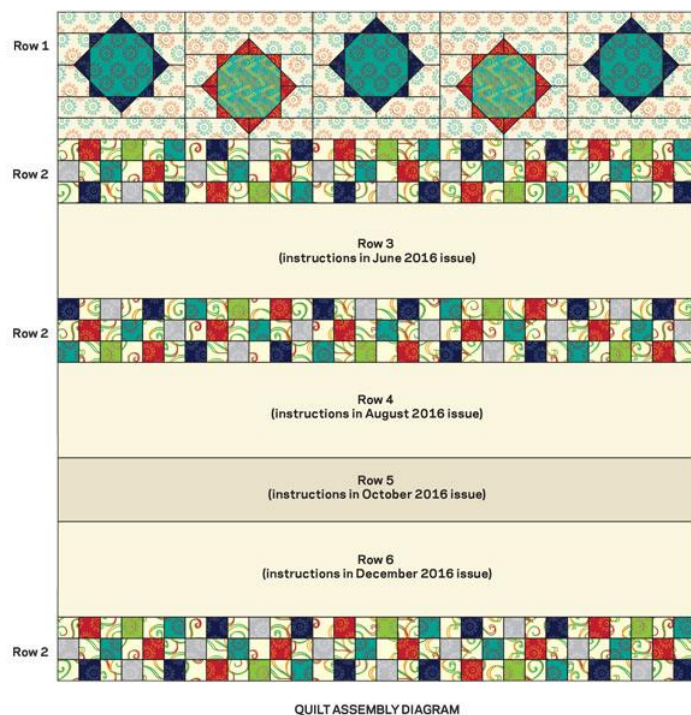 Row 1
Row 2
Row 3
(instructions in June 2016 issue)
Row 2
Row 4
(instructions in August 2016 issue)
Row 5
(instructions in October 2016 issue)
Row 6
(instructions in December 2016 issue)
Row 2
QUILT ASSEMBLY DIAGRAM